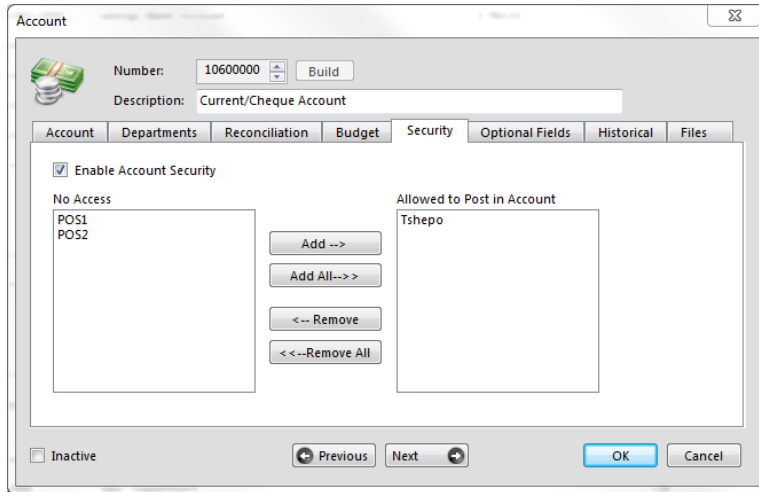 Account
Number: 10600000 Build
Description: Current/Cheque Account
Account Departments Reconciliation Budget Security Optional Fields Historical Files
Enable Account Security
No Access Allowed to Post in Account
POS1 Tshepo
POS2
Add -->
Add All-->>
<-- Remove
<<--Remove All
Inactive Previous Next OK Cancel